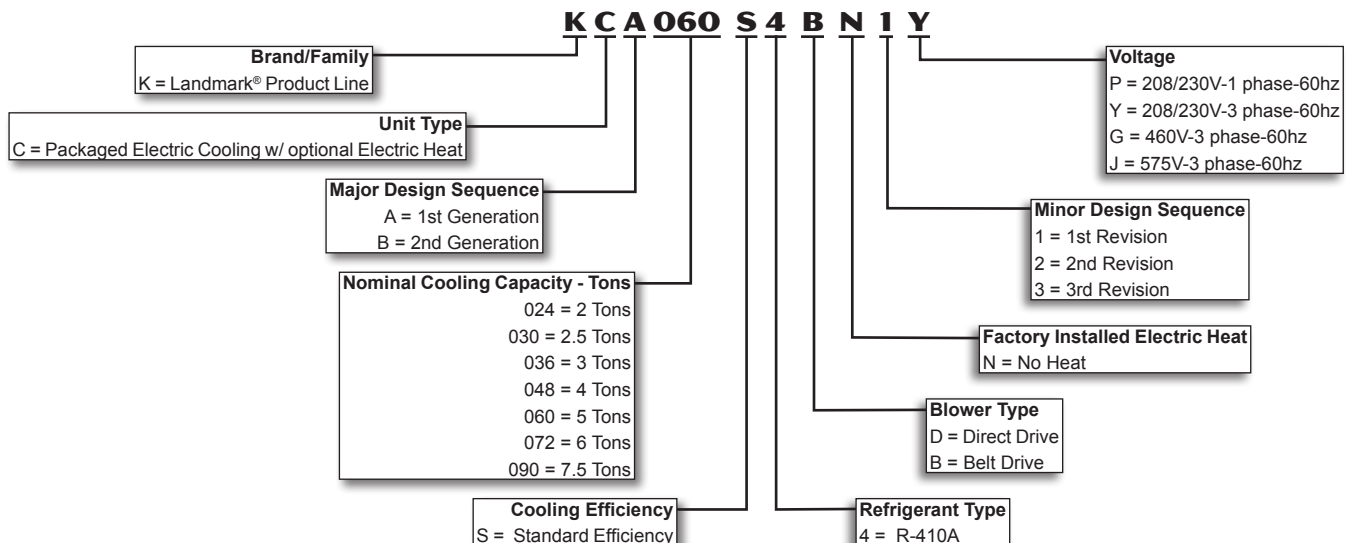 K C A 060 S 4 B N 1 Y
Brand/Family
K = Landmark® Product Line
Unit Type
C = Packaged Electric Cooling w/ optional Electric Heat
Major Design Sequence
A = 1st Generation
B = 2nd Generation
Nominal Cooling Capacity - Tons
024 = 2 Tons
030 = 2.5 Tons
036 = 3 Tons
048 = 4 Tons
060 = 5 Tons
072 = 6 Tons
090 = 7.5 Tons
Cooling Efficiency
S = Standard Efficiency
Voltage
P = 208/230V-1 phase-60hz
Y = 208/230V-3 phase-60hz
G = 460V-3 phase-60hz
J = 575V-3 phase-60hz
Minor Design Sequence
1 = 1st Revision
2 = 2nd Revision
3 = 3rd Revision
Factory Installed Electric Heat
N = No Heat
Blower Type
D = Direct Drive
B = Belt Drive
Refrigerant Type
4 = R-410A